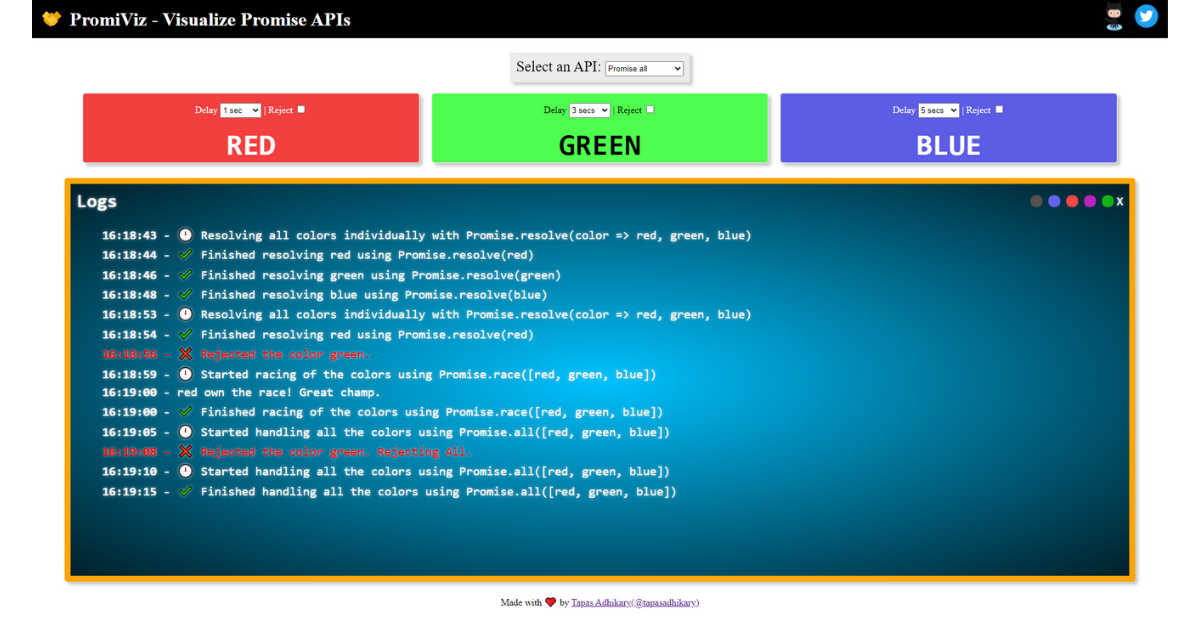 PromiViz - Visualize Promise APIs
Select an API: Promise all
Delay 1 sec | Reject
RED
Delay 3 secs | Reject
GREEN
Delay 5 secs | Reject
BLUE
Logs
X
16:18:43 - Resolving all colors individually with Promise.resolve(color => red, green, blue)
16:18:44 - Finished resolving red using Promise.resolve(red)
16:18:46 - Finished resolving green using Promise.resolve(green)
16:18:48 - Finished resolving blue using Promise.resolve(blue)
16:18:53 - Resolving all colors individually with Promise.resolve(color => red, green, blue)
16:18:54 - Finished resolving red using Promise.resolve(red)
16:18:56 - Rejected the color green.
16:18:59 - Started racing of the colors using Promise.race([red, green, blue])
16:19:00 - red own the race! Great champ.
16:19:00 - Finished racing of the colors using Promise.race([red, green, blue])
16:19:05 - Started handling all the colors using Promise.all([red, green, blue])
16:19:08 - Rejected the color green. Rejecting All.
16:19:10 - Started handling all the colors using Promise.all([red, green, blue])
16:19:15 - Finished handling all the colors using Promise.all([red, green, blue])
Made with ❤ by Tapas Adhikary(@tapasadhikary)